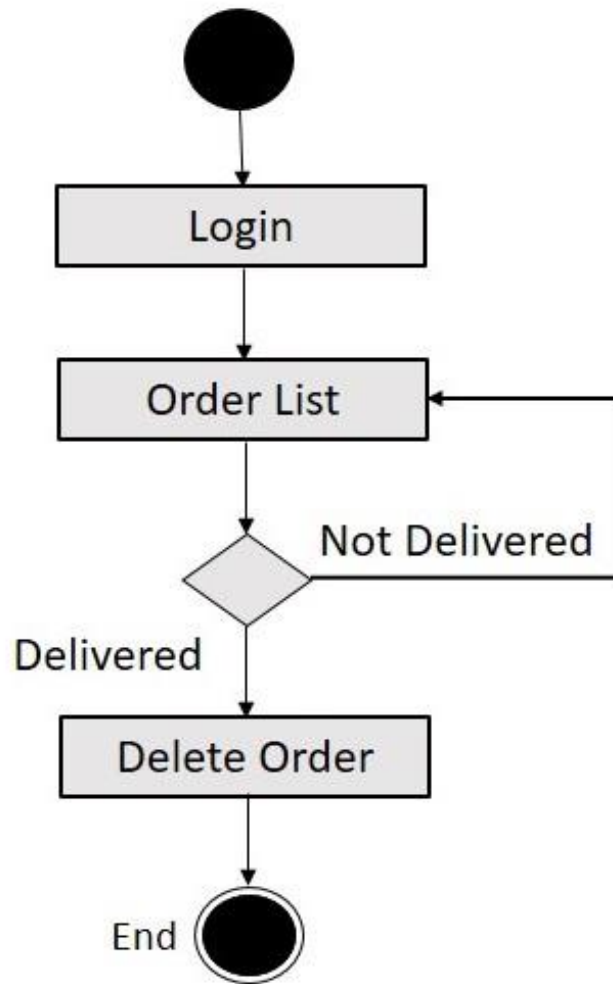 Login
Order List
Not Delivered
Delivered
Delete Order
End